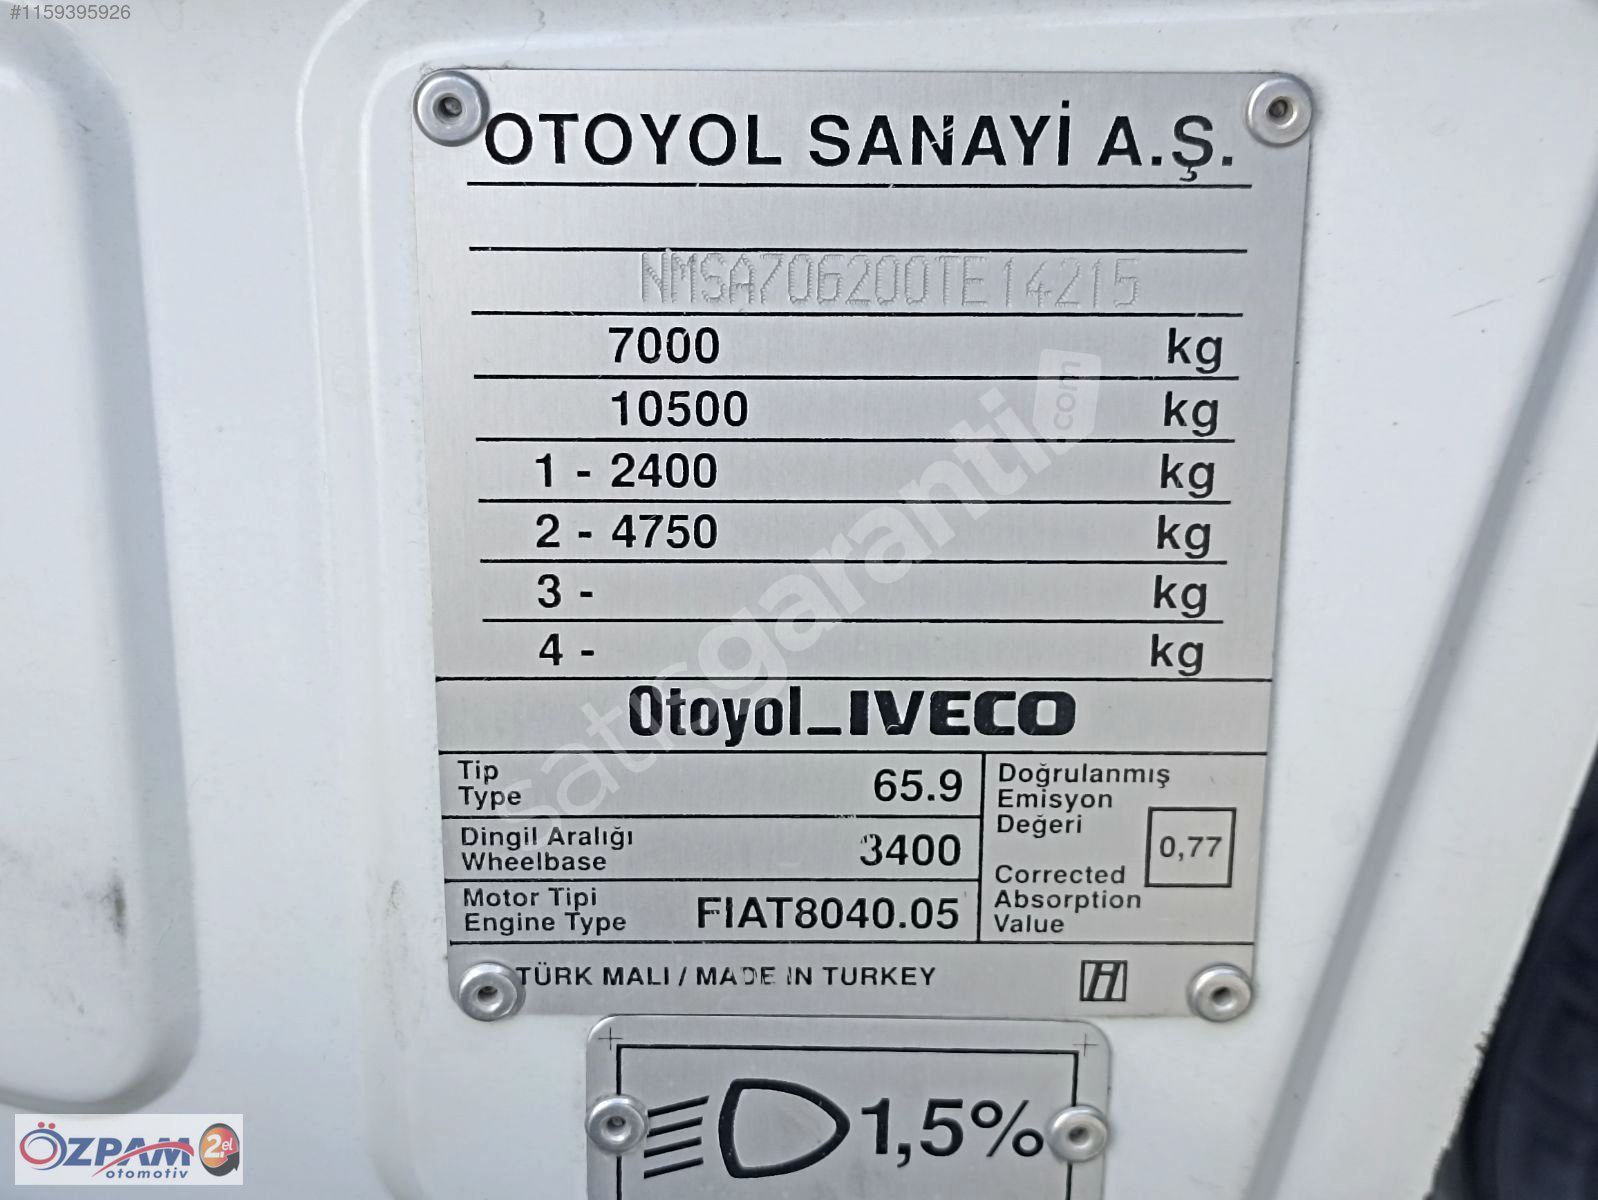 #1159395926
OTOYOL SANAYİ A.Ş.
NMSA706200TE14215
7000 kg
10500 kg
1 - 2400 kg
2 - 4750 kg
3 - kg
4 - kg
Otoyol_IVECO
Tip
Type
65.9
Dingil Aralığı
Wheelbase
3400
Motor Tipi
Engine Type
FIAT8040.05
Doğrulanmış
Emisyon
Değeri
0,77
Corrected
Absorption
Value
TÜRK MALI / MADE IN TURKEY
1,5%
satısgaranti.com
ÖZPAM 2.el
otomotiv